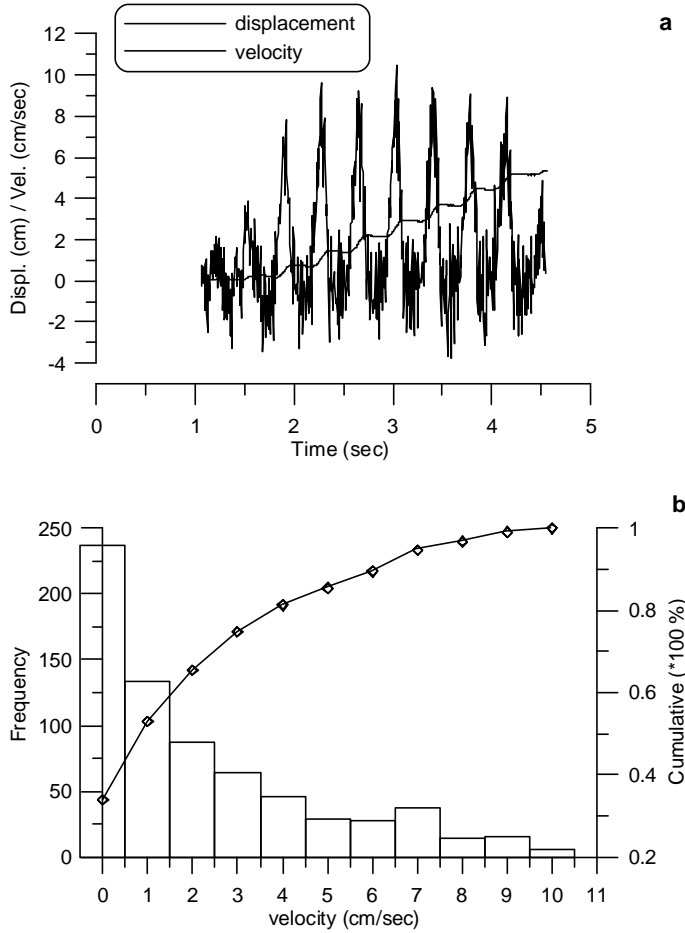 a
displacement
velocity
Displ. (cm) / Vel. (cm/sec)
12
10
8
6
4
2
0
-2
-4
0 1 2 3 4 5
Time (sec)
b
Frequency
250
200
150
100
50
0
Cumulative (*100 %)
1
0.8
0.6
0.4
0.2
0 1 2 3 4 5 6 7 8 9 10 11
velocity (cm/sec)